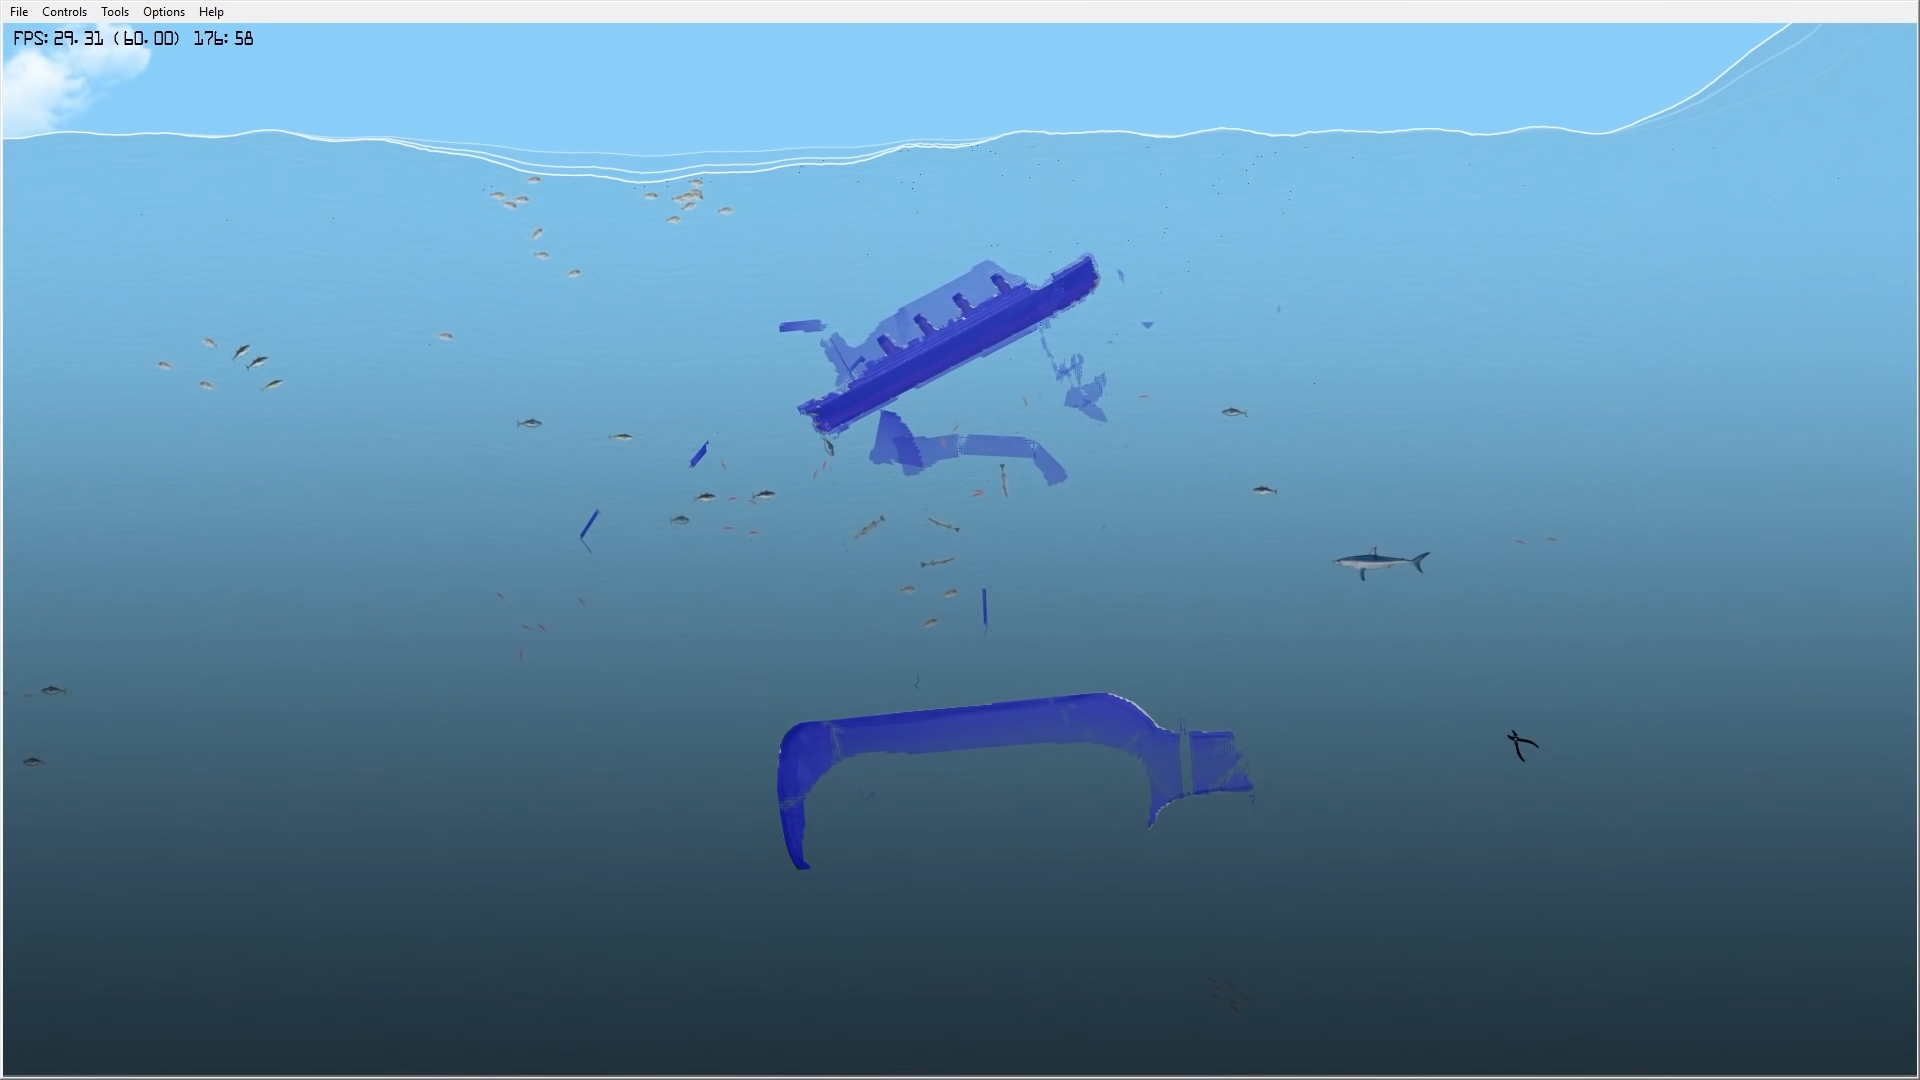 File Controls Tools Options Help
FPS: 29.31 (60.00) 176:58